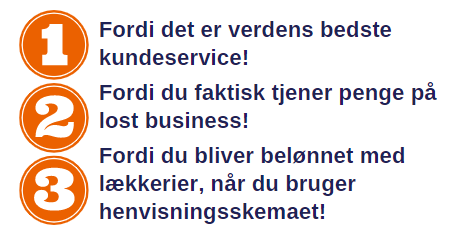 1 Fordi det er verdens bedste
kundeservice!
2 Fordi du faktisk tjener penge på
lost business!
3 Fordi du bliver belønnet med
lækkerier, når du bruger
henvisningsskemaet!